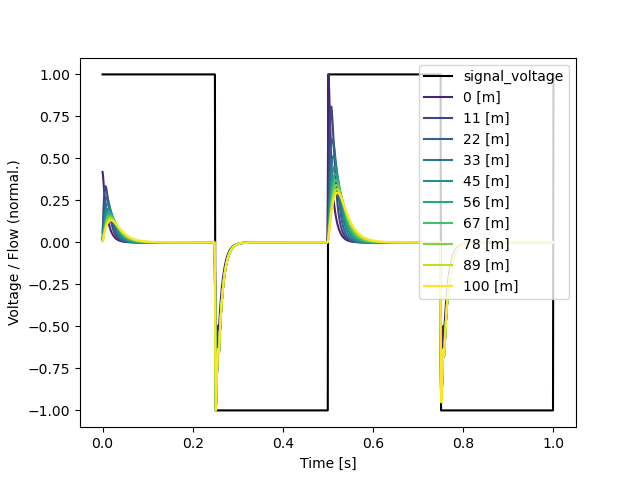 1.00
0.75
0.50
0.25
0.00
−0.25
−0.50
−0.75
−1.00
Voltage / Flow (normal.)
signal_voltage
0 [m]
11 [m]
22 [m]
33 [m]
45 [m]
56 [m]
67 [m]
78 [m]
89 [m]
100 [m]
0.0 0.2 0.4 0.6 0.8 1.0
Time [s]